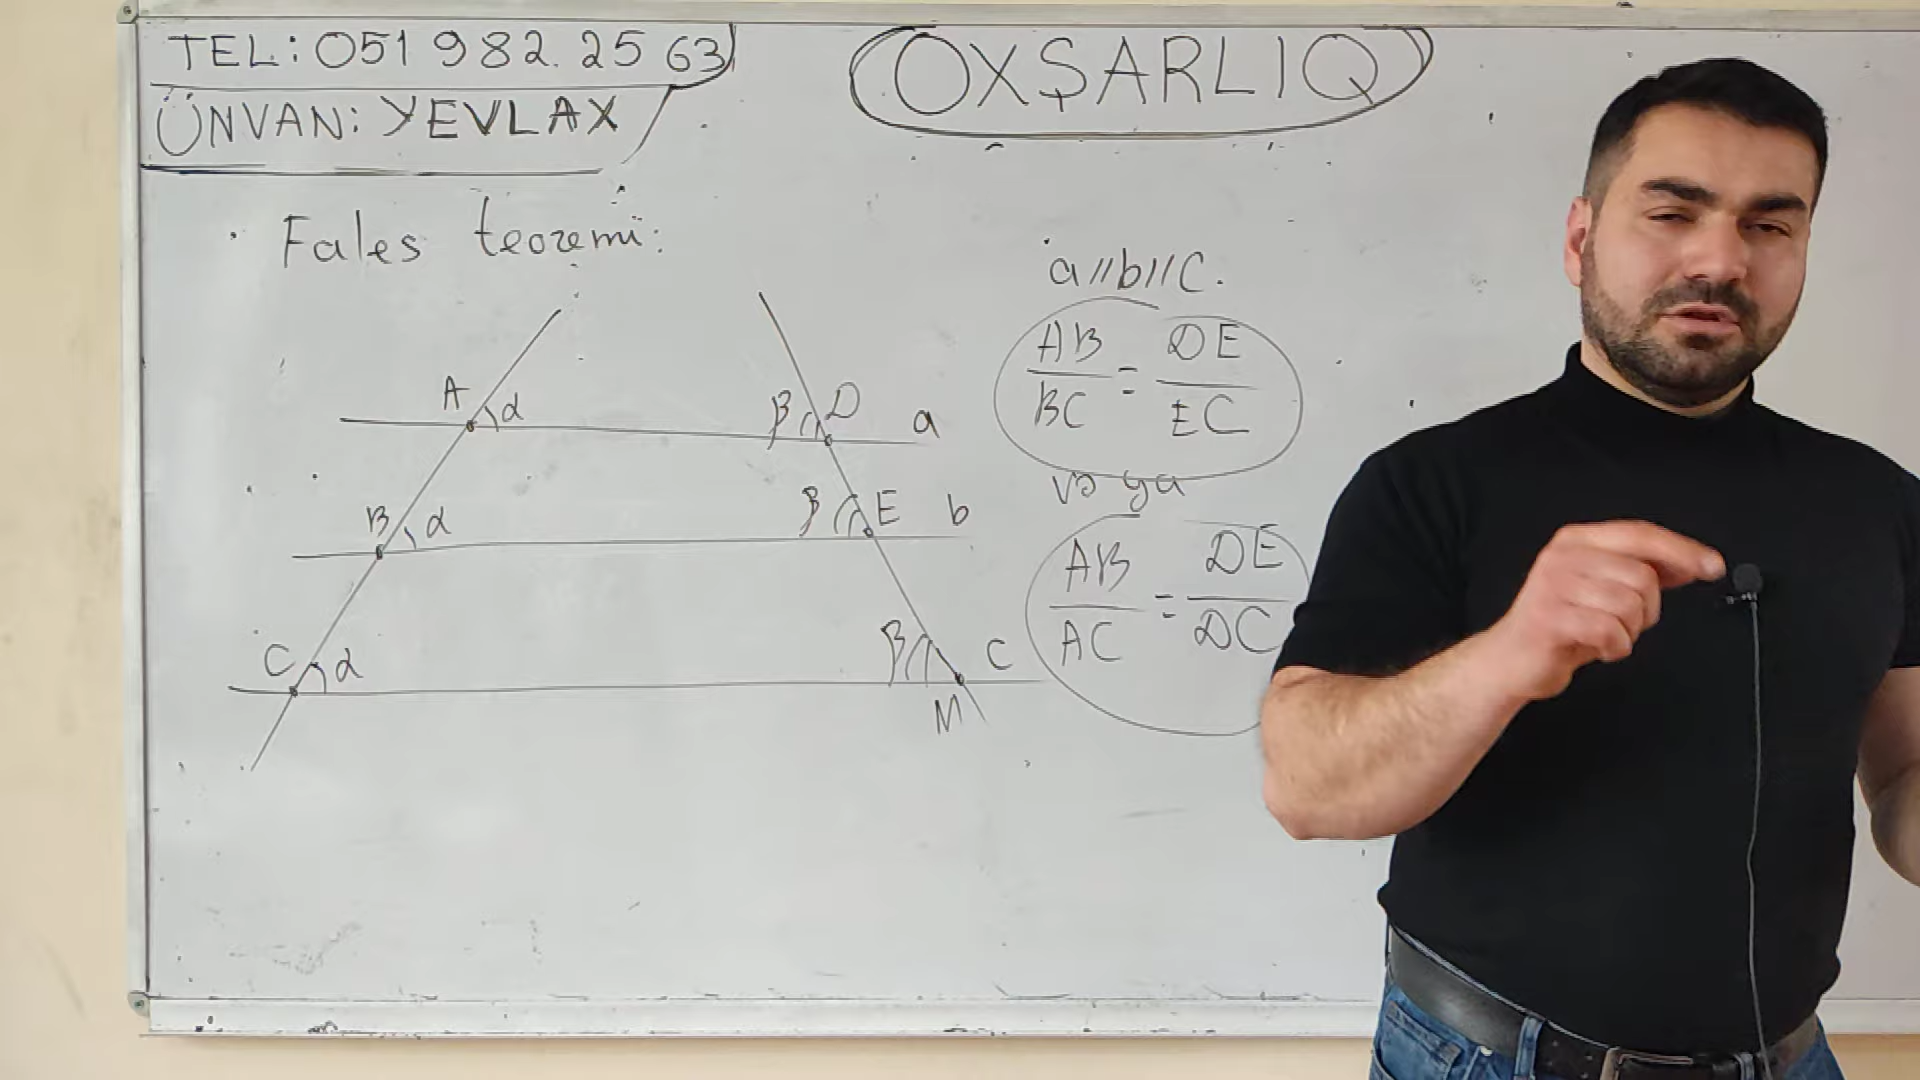 TEL: 051 982. 25 63
ÜNVAN: YEVLAX
OXŞARLIQ
Fales teoremi:
a//b//c.
AB/BC = DE/EC
və ya
AB/AC = DE/DC
A α β D a
B α β E b
C α β c
M